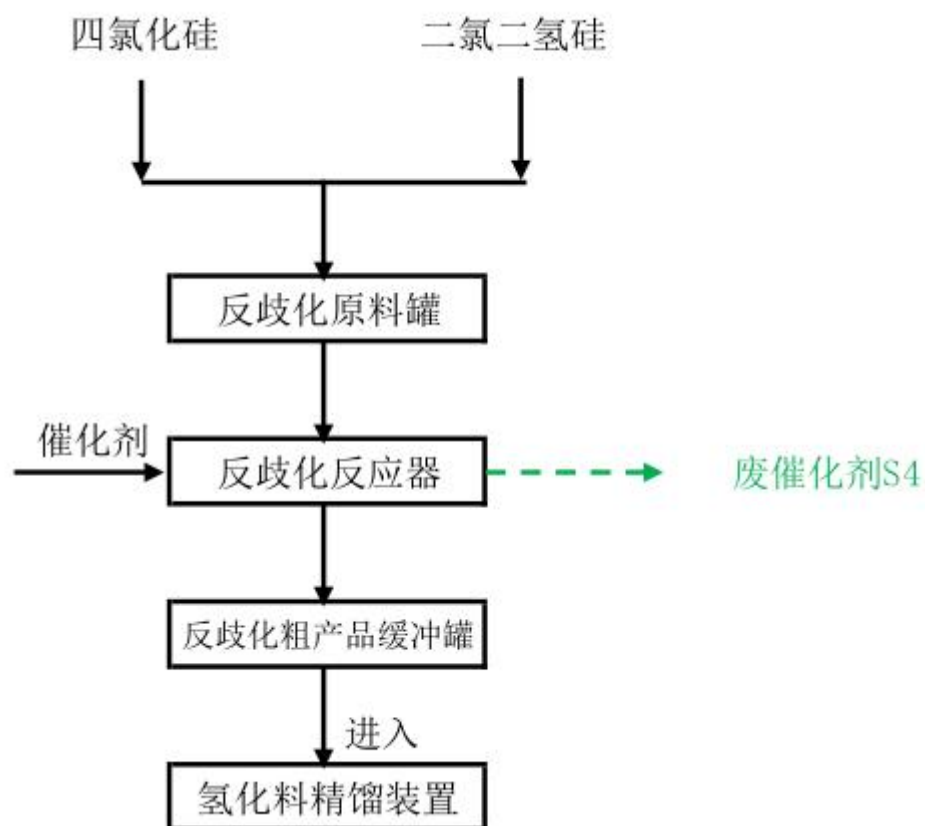 四氯化硅
二氯二氢硅
反歧化原料罐
催化剂
反歧化反应器
废催化剂S4
反歧化粗产品缓冲罐
进入
氢化料精馏装置